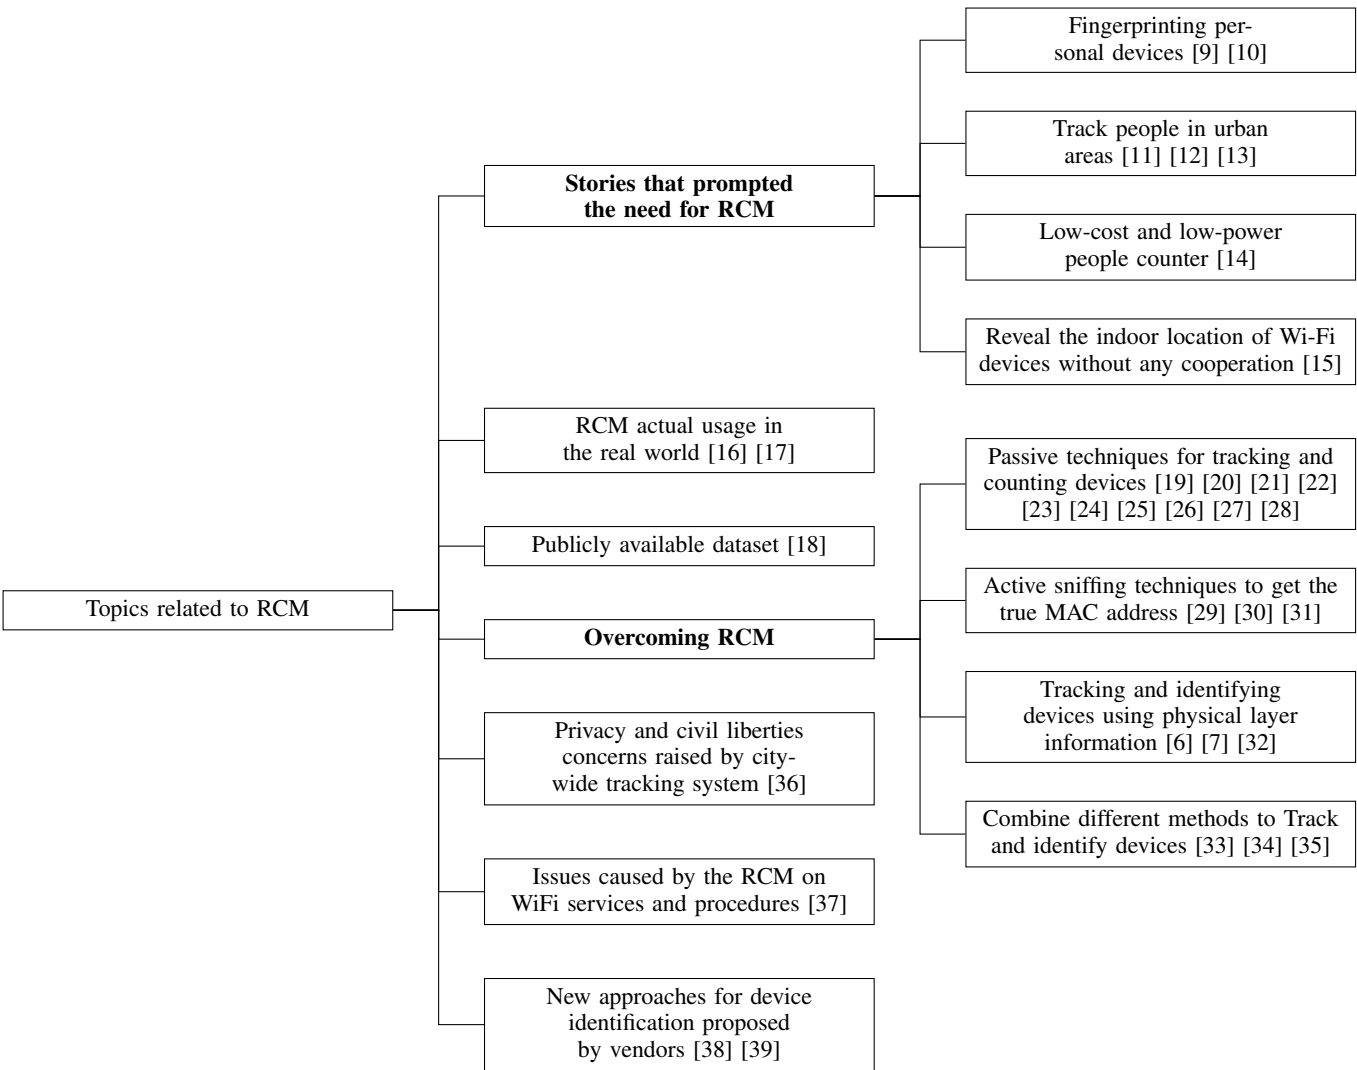 Topics related to RCM
Stories that prompted
the need for RCM
Fingerprinting per-
sonal devices [9] [10]
Track people in urban
areas [11] [12] [13]
Low-cost and low-power
people counter [14]
Reveal the indoor location of Wi-Fi
devices without any cooperation [15]
RCM actual usage in
the real world [16] [17]
Publicly available dataset [18]
Overcoming RCM
Passive techniques for tracking and
counting devices [19] [20] [21] [22]
[23] [24] [25] [26] [27] [28]
Active sniffing techniques to get the
true MAC address [29] [30] [31]
Tracking and identifying
devices using physical layer
information [6] [7] [32]
Combine different methods to Track
and identify devices [33] [34] [35]
Privacy and civil liberties
concerns raised by city-
wide tracking system [36]
Issues caused by the RCM on
WiFi services and procedures [37]
New approaches for device
identification proposed
by vendors [38] [39]